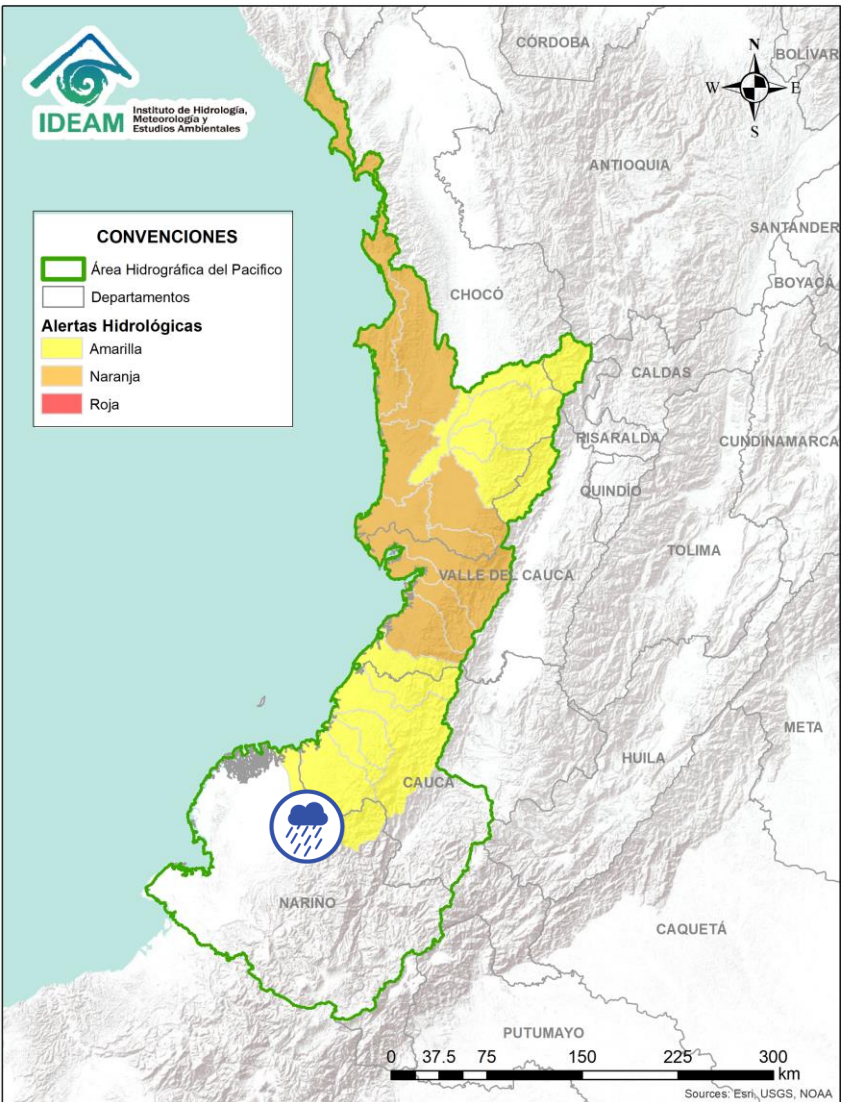 IDEAM
Instituto de Hidrología,
Meteorología y
Estudios Ambientales
N
W
E
S
CÓRDOBA
BOLÍVAR
ANTIOQUIA
SANTANDER
BOYACÁ
CHOCÓ
CALDAS
RISARALDA
CUNDINAMARCA
QUINDÍO
TOLIMA
VALLE DEL CAUCA
META
HUILA
CAUCA
NARIÑO
CAQUETÁ
PUTUMAYO
CONVENCIONES
Área Hidrográfica del Pacifico
Departamentos
Alertas Hidrológicas
Amarilla
Naranja
Roja
0 37.5 75 150 225 300
km
Sources: Esri, USGS, NOAA